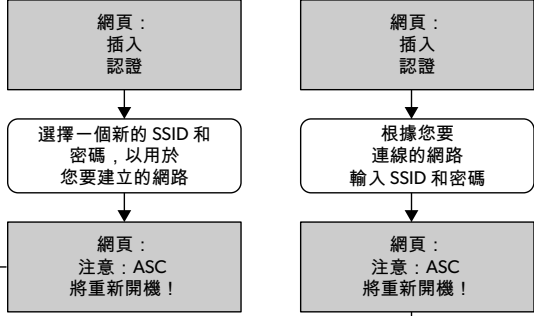 網頁：
插入
認證
選擇一個新的 SSID 和
密碼，以用於
您要建立的網路
網頁：
注意：ASC
將重新開機！
網頁：
插入
認證
根據您要
連線的網路
輸入 SSID 和密碼
網頁：
注意：ASC
將重新開機！